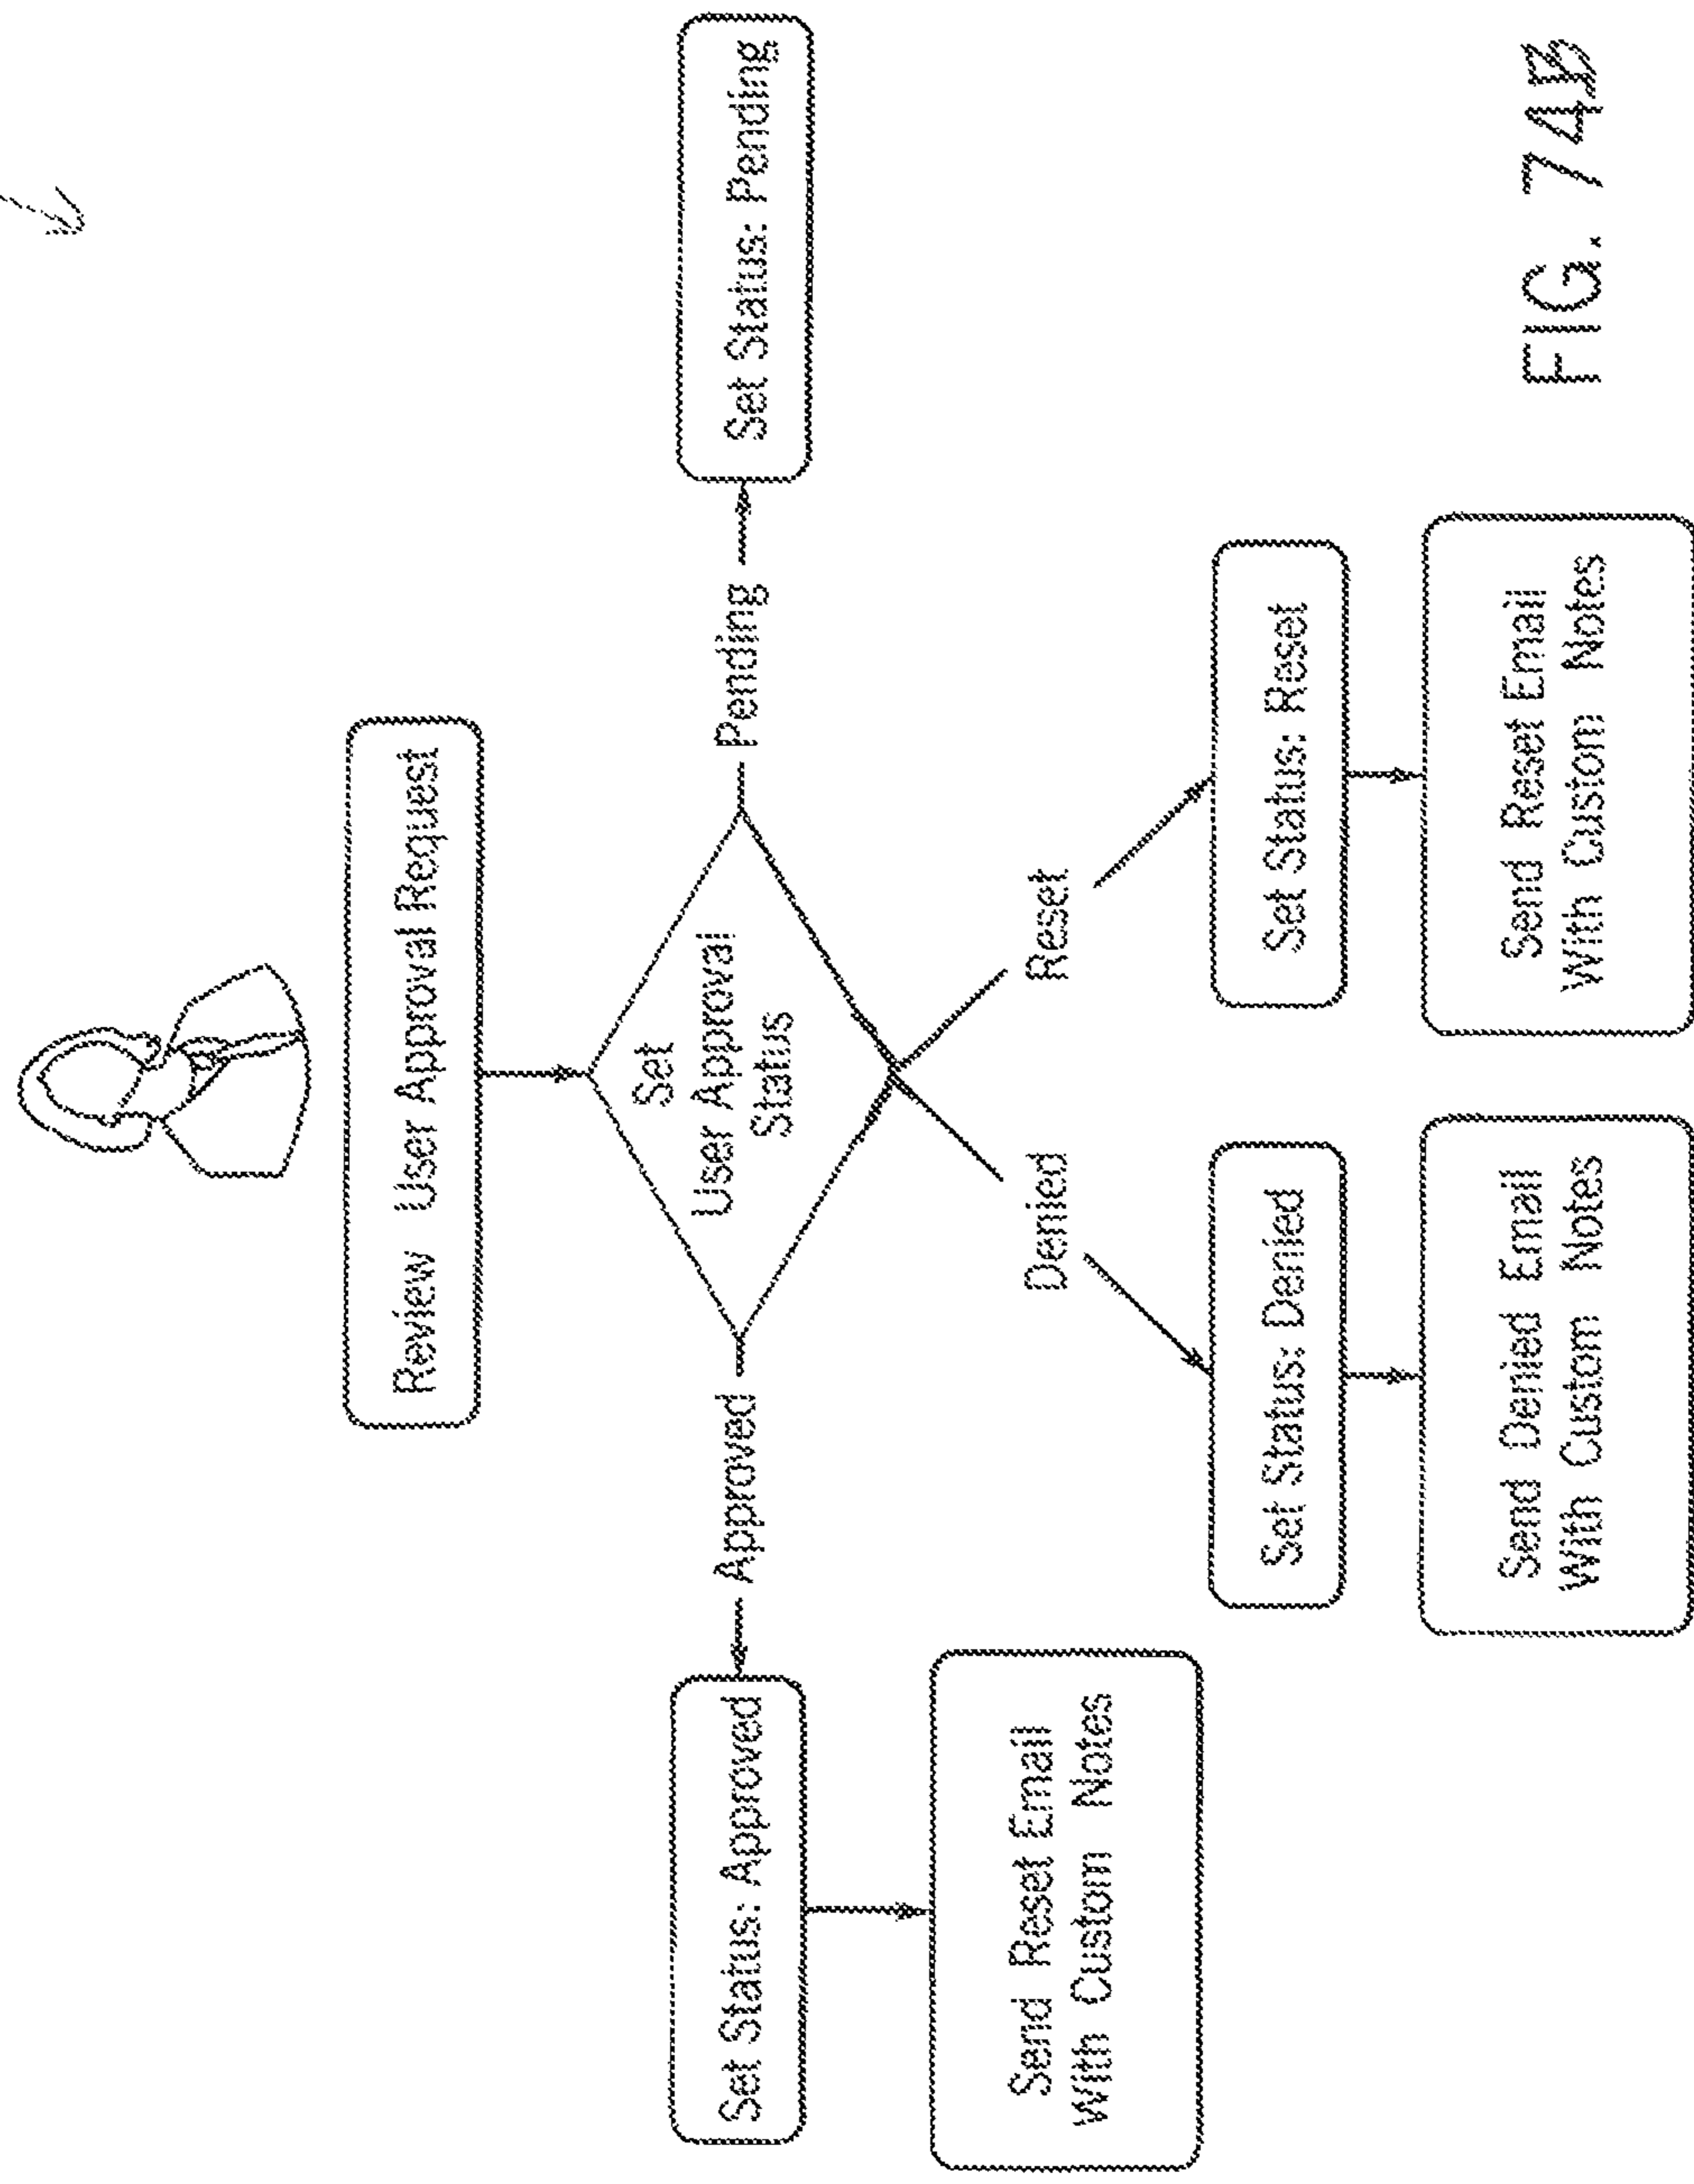 Review User Approval Request
Set
User Approval
Status
Approved
Pending
Set Status: Approved
Set Status: Pending
Send Reset Email
With Custom Notes
Denied
Reset
Set Status: Denied
Set Status: Reset
Send Denied Email
With Custom Notes
Send Reset Email
With Custom Notes
FIG. 74B